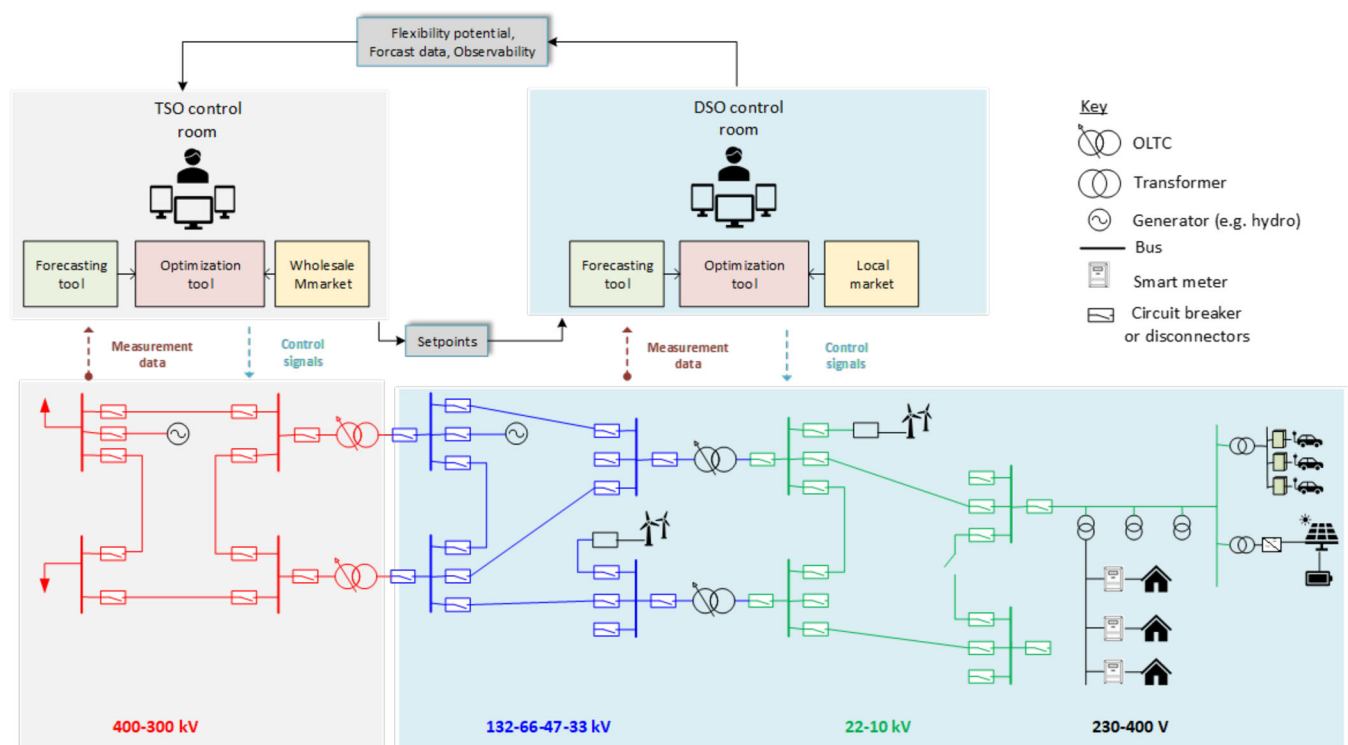 Flexibility potential,
Forcast data, Observability
TSO control
room
Forecasting
tool
Optimization
tool
Wholesale
Mmarket
DSO control
room
Forecasting
tool
Optimization
tool
Local
market
Key
OLTC
Transformer
Generator (e.g. hydro)
Bus
Smart meter
Circuit breaker
or disconnectors
Measurement
data
Control
signals
Setpoints
Measurement
data
Control
signals
400-300 kV
132-66-47-33 kV
22-10 kV
230-400 V